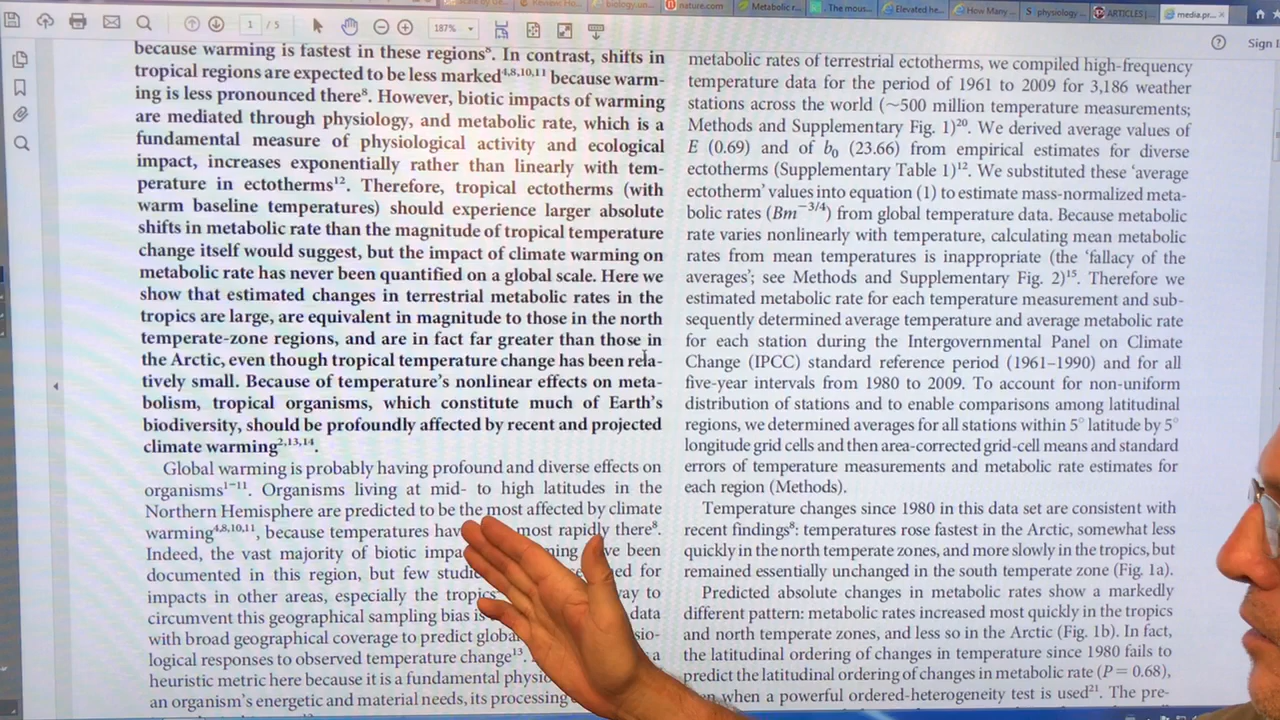 reactome by Ge...
Kleiver's Ho...
biology.un...
nature.com
Metabolic r...
. The mous...
Elevated he...
How Many ...
physiology ...
ARTICLES | ...
media.pr...
1 / 5
187%
Sign I
because warming is fastest in these regions⁸. In contrast, shifts in
tropical regions are expected to be less marked⁴,⁸,¹⁰,¹¹ because warm-
ing is less pronounced there⁸. However, biotic impacts of warming
are mediated through physiology, and metabolic rate, which is a
fundamental measure of physiological activity and ecological
impact, increases exponentially rather than linearly with tem-
perature in ectotherms¹². Therefore, tropical ectotherms (with
warm baseline temperatures) should experience larger absolute
shifts in metabolic rate than the magnitude of tropical temperature
change itself would suggest, but the impact of climate warming on
metabolic rate has never been quantified on a global scale. Here we
show that estimated changes in terrestrial metabolic rates in the
tropics are large, are equivalent in magnitude to those in the north
temperate-zone regions, and are in fact far greater than those in
the Arctic, even though tropical temperature change has been rela-
tively small. Because of temperature's nonlinear effects on meta-
bolism, tropical organisms, which constitute much of Earth's
biodiversity, should be profoundly affected by recent and projected
climate warming²,¹³,¹⁴.
Global warming is probably having profound and diverse effects on
organisms¹⁻¹¹. Organisms living at mid- to high latitudes in the
Northern Hemisphere are predicted to be the most affected by climate
warming⁴,⁸,¹⁰,¹¹, because temperatures hav most rapidly there⁸.
Indeed, the vast majority of biotic impa ning ve been
documented in this region, but few studie ed for
impacts in other areas, especially the tropics way to
circumvent this geographical sampling bias is data
with broad geographical coverage to predict globa sio-
logical responses to observed temperature change¹³. a
heuristic metric here because it is a fundamental physio
an organism's energetic and material needs, its processing
metabolic rates of terrestrial ectotherms, we compiled high-frequency
temperature data for the period of 1961 to 2009 for 3,186 weather
stations across the world (~500 million temperature measurements;
Methods and Supplementary Fig. 1)²⁰. We derived average values of
E (0.69) and of b₀ (23.66) from empirical estimates for diverse
ectotherms (Supplementary Table 1)¹². We substituted these 'average
ectotherm' values into equation (1) to estimate mass-normalized meta-
bolic rates (Bm⁻³/⁴) from global temperature data. Because metabolic
rate varies nonlinearly with temperature, calculating mean metabolic
rates from mean temperatures is inappropriate (the 'fallacy of the
averages'; see Methods and Supplementary Fig. 2)¹⁵. Therefore we
estimated metabolic rate for each temperature measurement and sub-
sequently determined average temperature and average metabolic rate
for each station during the Intergovernmental Panel on Climate
Change (IPCC) standard reference period (1961–1990) and for all
five-year intervals from 1980 to 2009. To account for non-uniform
distribution of stations and to enable comparisons among latitudinal
regions, we determined averages for all stations within 5° latitude by 5°
longitude grid cells and then area-corrected grid-cell means and standard
errors of temperature measurements and metabolic rate estimates for
each region (Methods).
Temperature changes since 1980 in this data set are consistent with
recent findings⁸: temperatures rose fastest in the Arctic, somewhat less
quickly in the north temperate zones, and more slowly in the tropics, but
remained essentially unchanged in the south temperate zone (Fig. 1a).
Predicted absolute changes in metabolic rates show a markedly
different pattern: metabolic rates increased most quickly in the tropics
and north temperate zones, and less so in the Arctic (Fig. 1b). In fact,
the latitudinal ordering of changes in temperature since 1980 fails to
predict the latitudinal ordering of changes in metabolic rate (P = 0.68),
when a powerful ordered-heterogeneity test is used²¹. The pre-